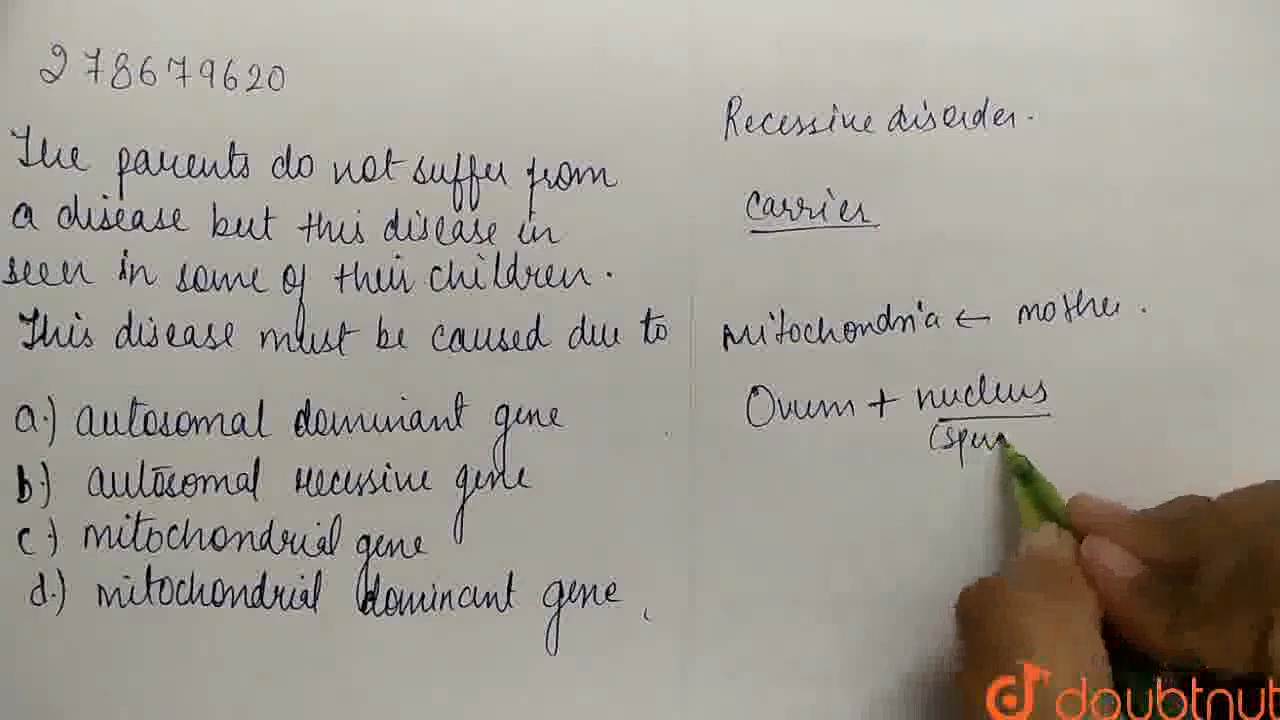 278679620
The parents do not suffer from
a disease but this disease in
seen in some of their children.
This disease must be caused due to
a.) autosomal dominant gene
b.) autosomal recessive gene
c.) mitochondrial gene
d.) mitochondrial dominant gene
Recessive disorder.
carrier
Mitochondria ← mother.
Ovum + nucleus
(sper
doubtnut